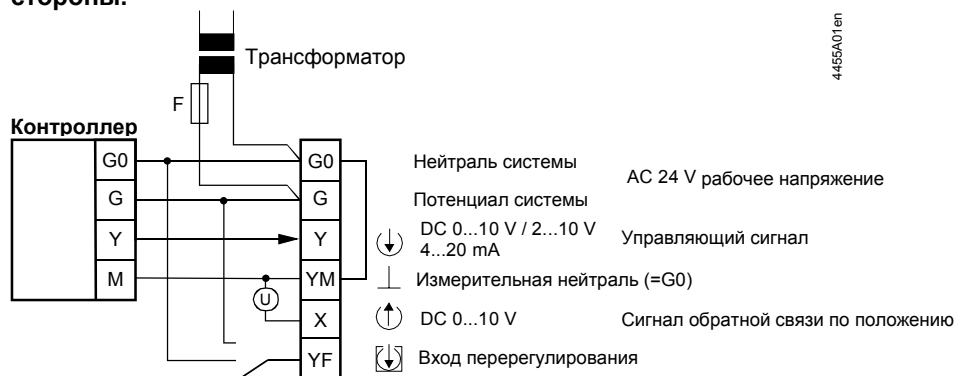 стороны.
4455A01en
Трансформатор
F
Контроллер
G0 G0 Нейтраль системы
AC 24 V рабочее напряжение
G G Потенциал системы
Y Y DC 0...10 V / 2...10 V
4...20 mA
Управляющий сигнал
M YM Измерительная нейтраль (=G0)
U
X DC 0...10 V Сигнал обратной связи по положению
YF Вход перерегулирования